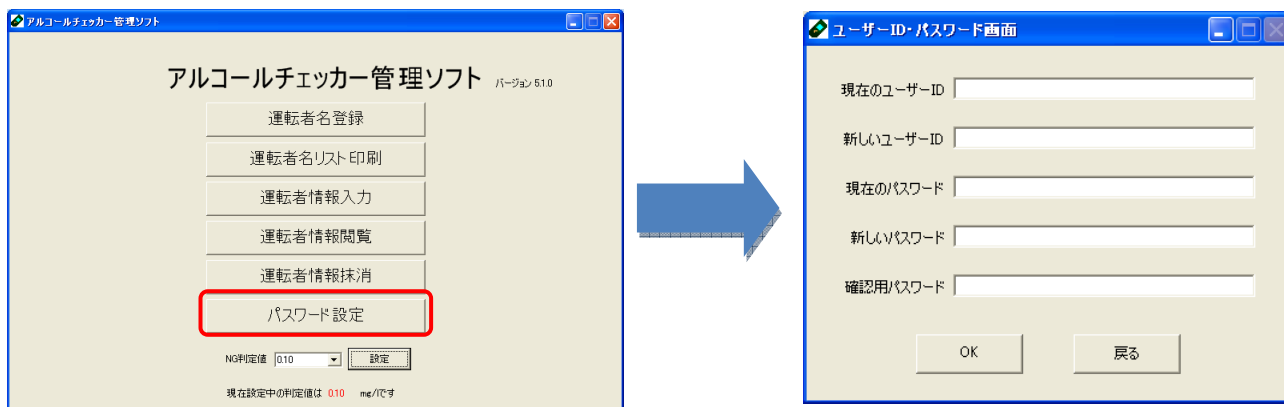 アルコールチェッカー管理ソフト
アルコールチェッカー管理ソフト バージョン 5.1.0
運転者名登録
運転者名リスト印刷
運転者情報入力
運転者情報閲覧
運転者情報抹消
パスワード設定
NG判定値 0.10 設定
現在設定中の判定値は 0.10 mg/lです
ユーザーID・パスワード画面
現在のユーザーID
新しいユーザーID
現在のパスワード
新しいパスワード
確認用パスワード
OK 戻る